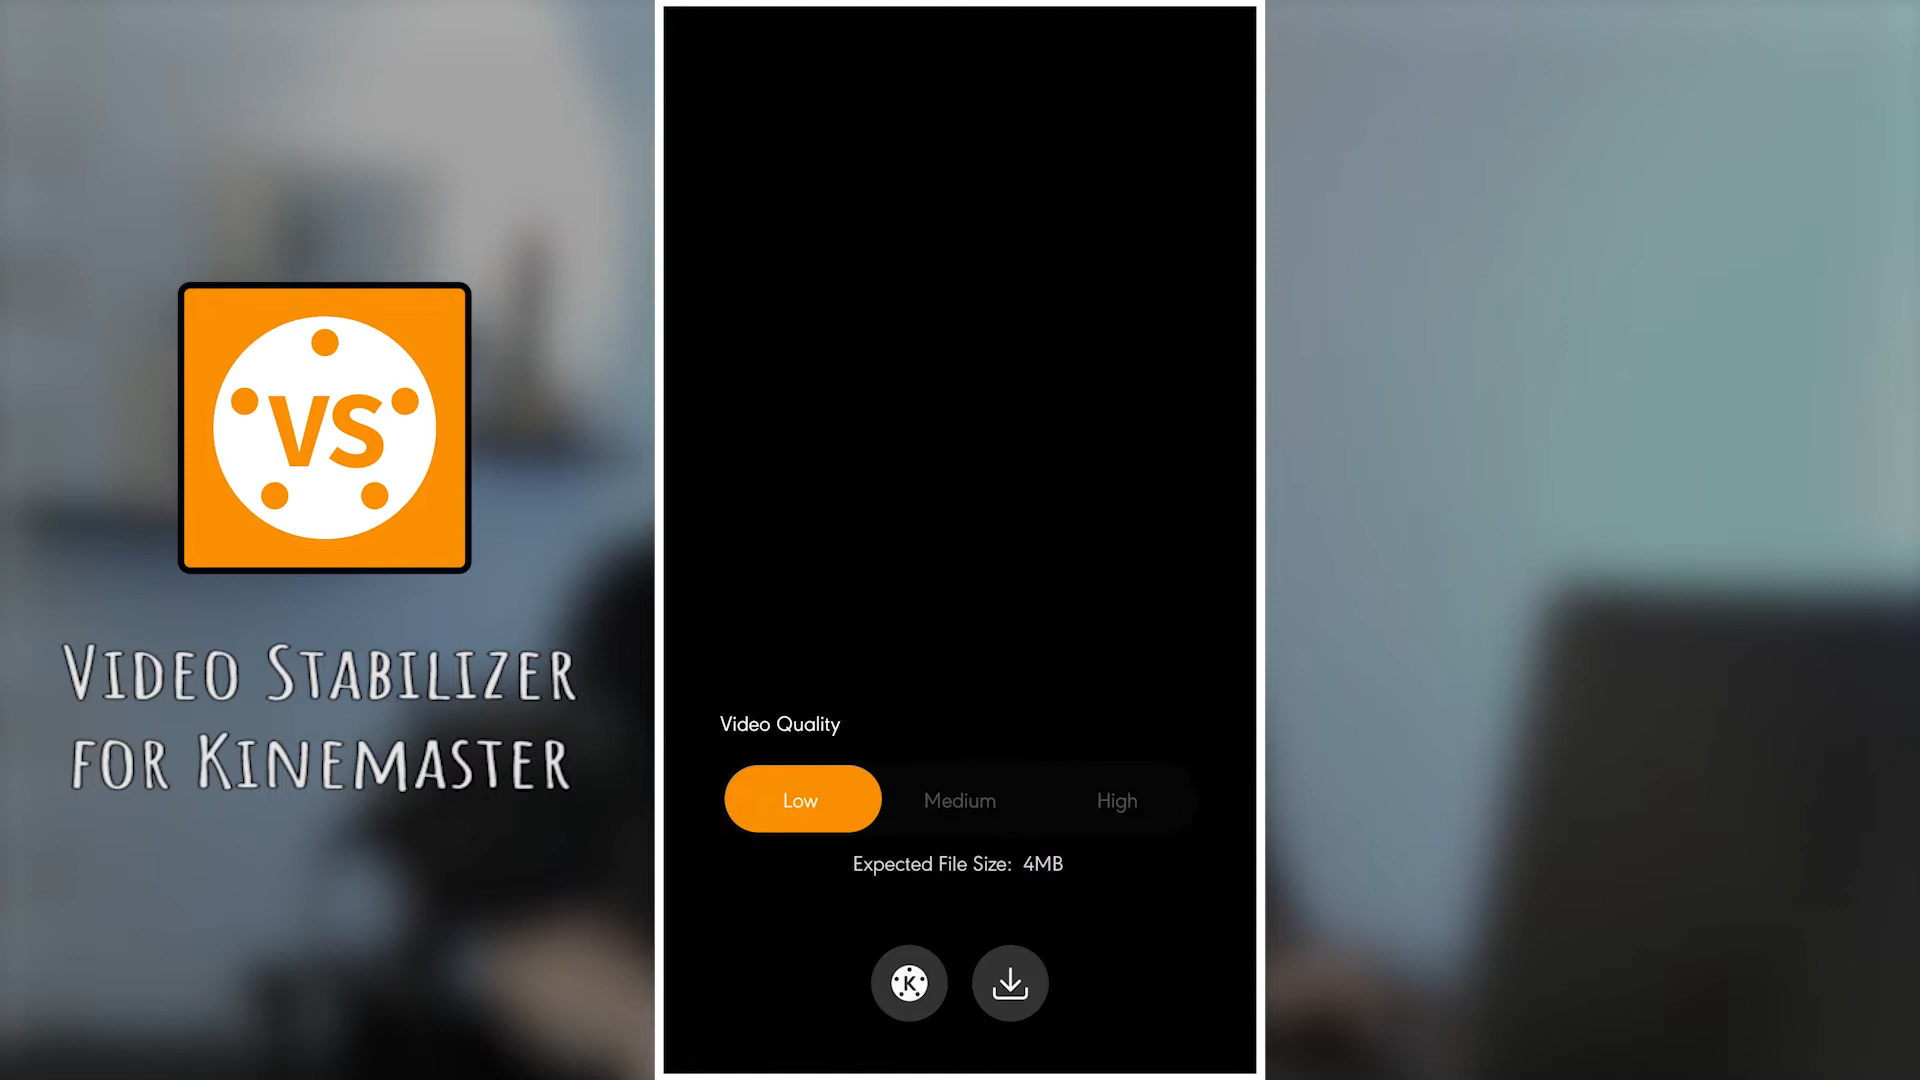 VS
VIDEO STABILIZER
FOR KINEMASTER
Video Quality
Low Medium High
Expected File Size: 4MB
K